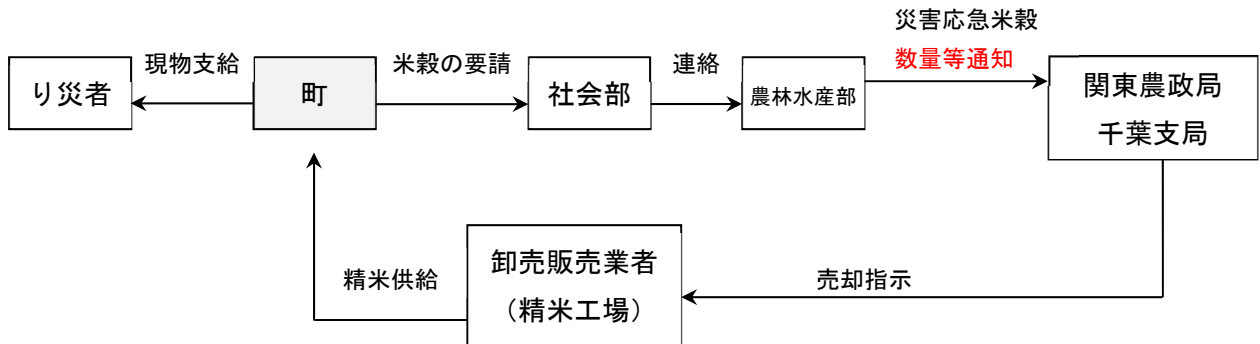 災害応急米穀
数量等通知
現物支給
米穀の要請
連絡
り災者
町
社会部
農林水産部
関東農政局
千葉支局
精米供給
卸売販売業者
（精米工場）
売却指示